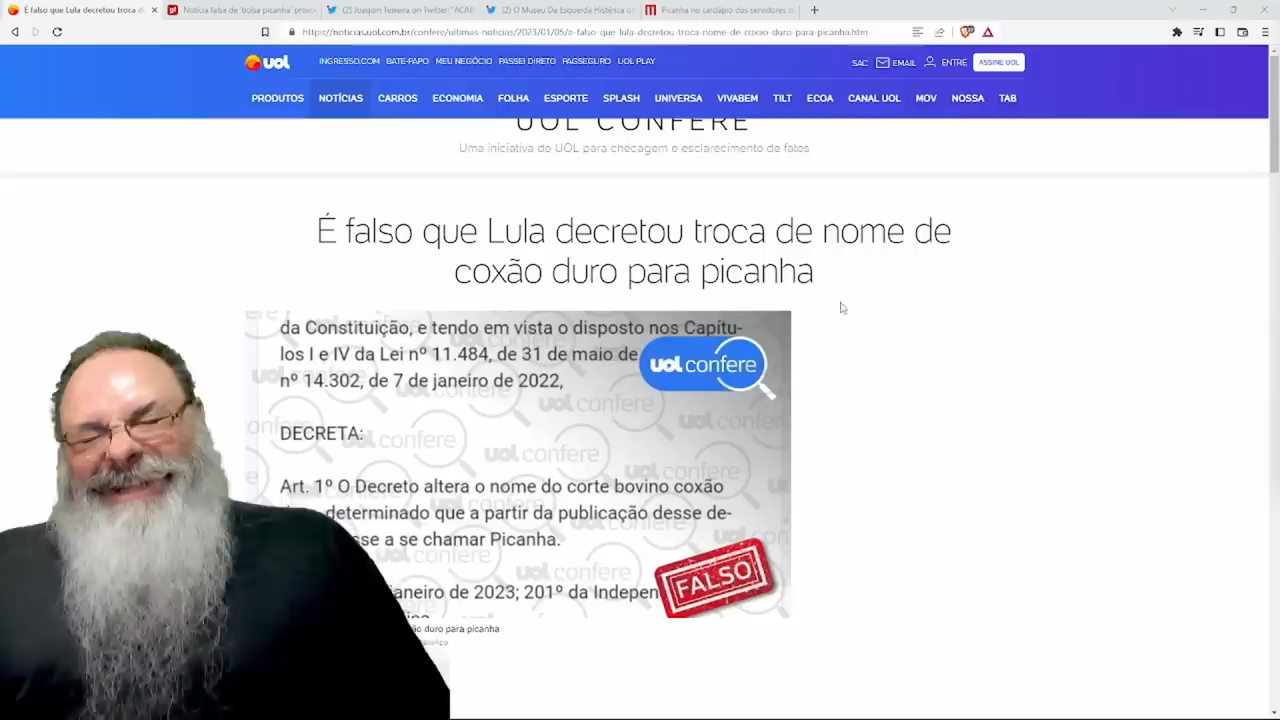 É falso que Lula decretou troca d
Notícia falsa de 'bolsa picanha' provo
(2) Joaquin Teixeira on Twitter: "ACAB
(2) O Museu Da Esquerda Histérica o
Picanha no cardápio dos servidores
https://noticias.uol.com.br/confere/ultimas-noticias/2023/01/05/e-falso-que-lula-decretou-troca-nome-de-coxao-duro-para-picanha.htm
uol INGRESSO.COM BATE-PAPO MEU NEGÓCIO PASSEI DIRETO PAGSEGURO UOL PLAY SAC EMAIL ENTRE ASSINE UOL
PRODUTOS NOTÍCIAS CARROS ECONOMIA FOLHA ESPORTE SPLASH UNIVERSA VIVABEM TILT ECOA CANAL UOL MOV NOSSA TAB
UOL CONFERE
Uma iniciativa do UOL para checagem e esclarecimento de fatos
É falso que Lula decretou troca de nome de
coxão duro para picanha
da Constituição, e tendo em vista o disposto nos Capítu-
los I e IV da Lei nº 11.484, de 31 de maio de
uol confere
nº 14.302, de 7 de janeiro de 2022,
DECRETA:
Art. 1º O Decreto altera o nome do corte bovino coxão
determinado que a partir da publicação desse de-
sse a se chamar Picanha.
FALSO
janeiro de 2023; 201º da Indepen
ão duro para picanha